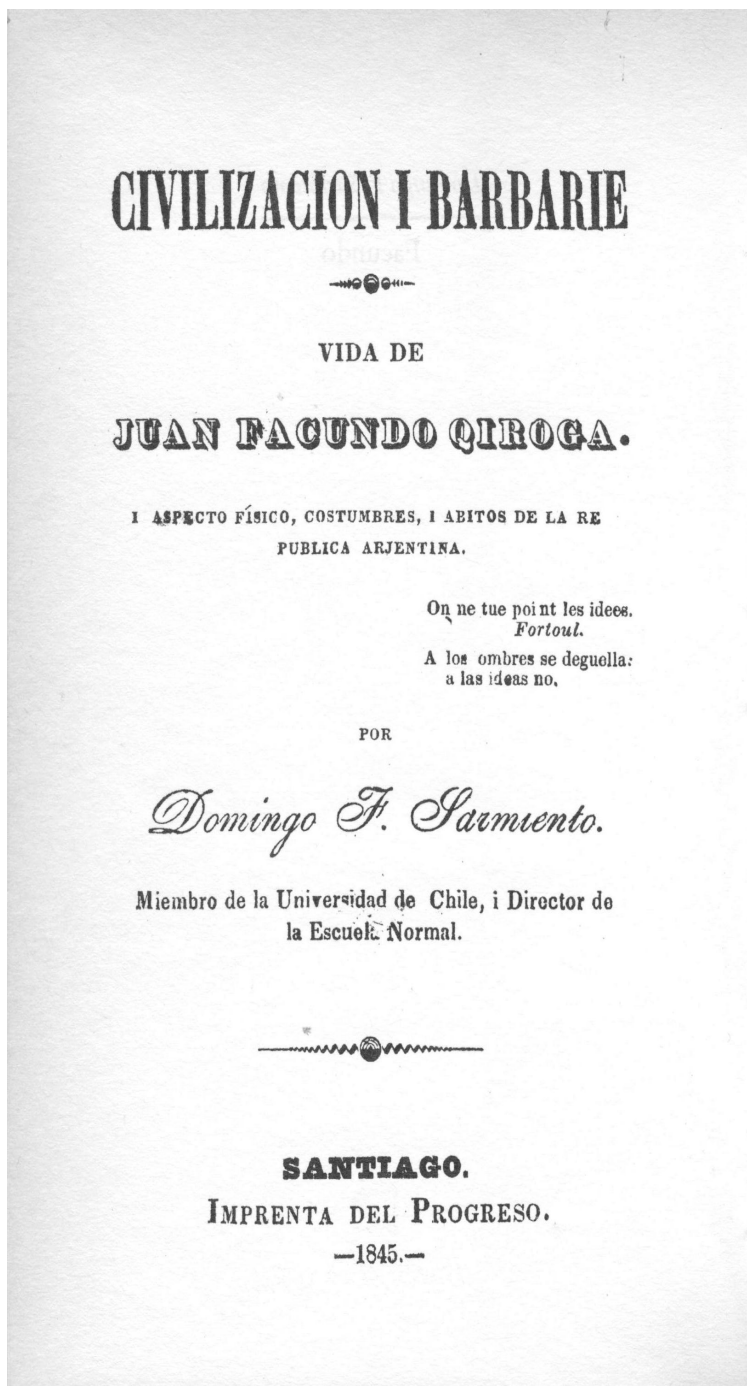 CIVILIZACION I BARBARIE
VIDA DE
JUAN FACUNDO QIROGA.
I ASPECTO FÍSICO, COSTUMBRES, I ABITOS DE LA RE
PUBLICA ARJENTINA.
On ne tue point les idees.
Fortoul.
A los ombres se deguella:
a las ideas no.
POR
Domingo F. Sarmiento.
Miembro de la Universidad de Chile, i Director de
la Escuela Normal.
SANTIAGO.
IMPRENTA DEL PROGRESO.
—1845.—